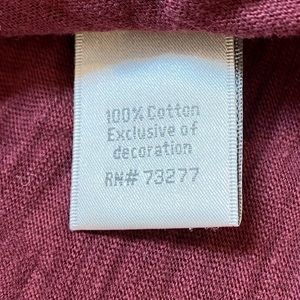 100% Cotton
Exclusive of
decoration
RN# 73277